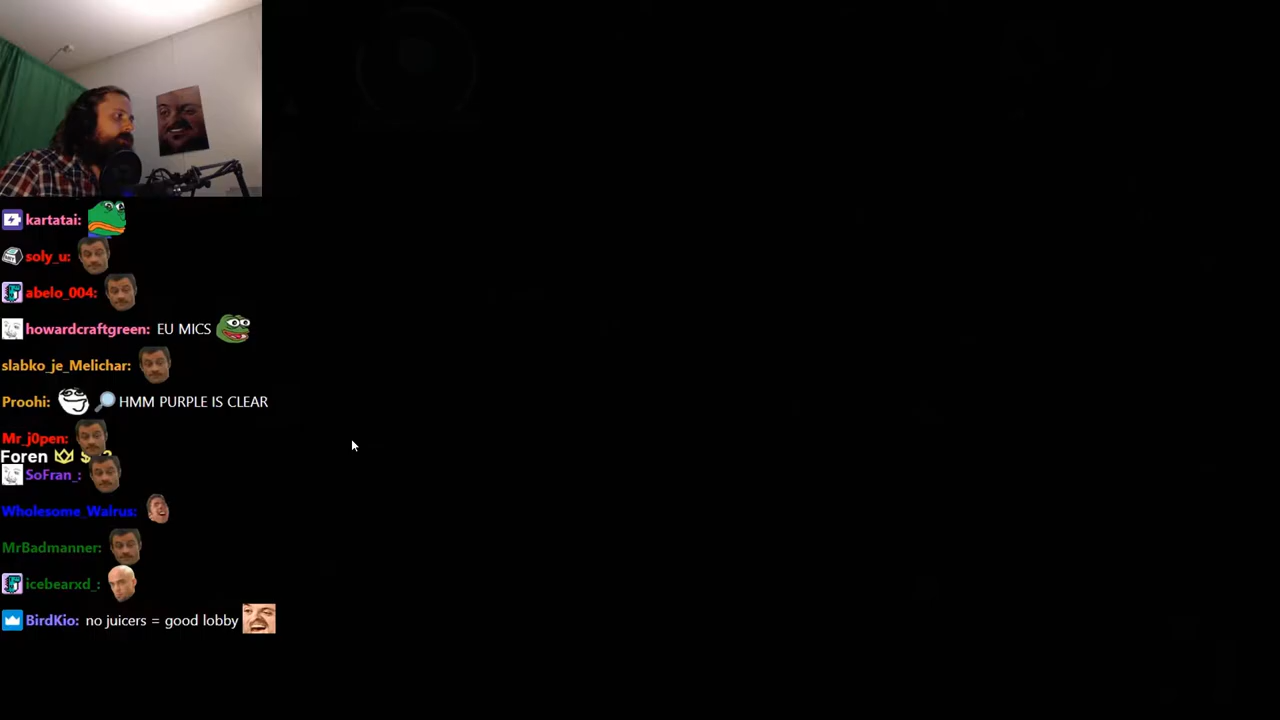 kartatai:
soly_u:
abelo_004:
howardcraftgreen: EU MICS
slabko_je_Melichar:
Proohi: HMM PURPLE IS CLEAR
Mr_j0pen:
Foren
SoFran_:
Wholesome_Walrus:
MrBadmanner:
icebearxd_:
BirdKio: no juicers = good lobby